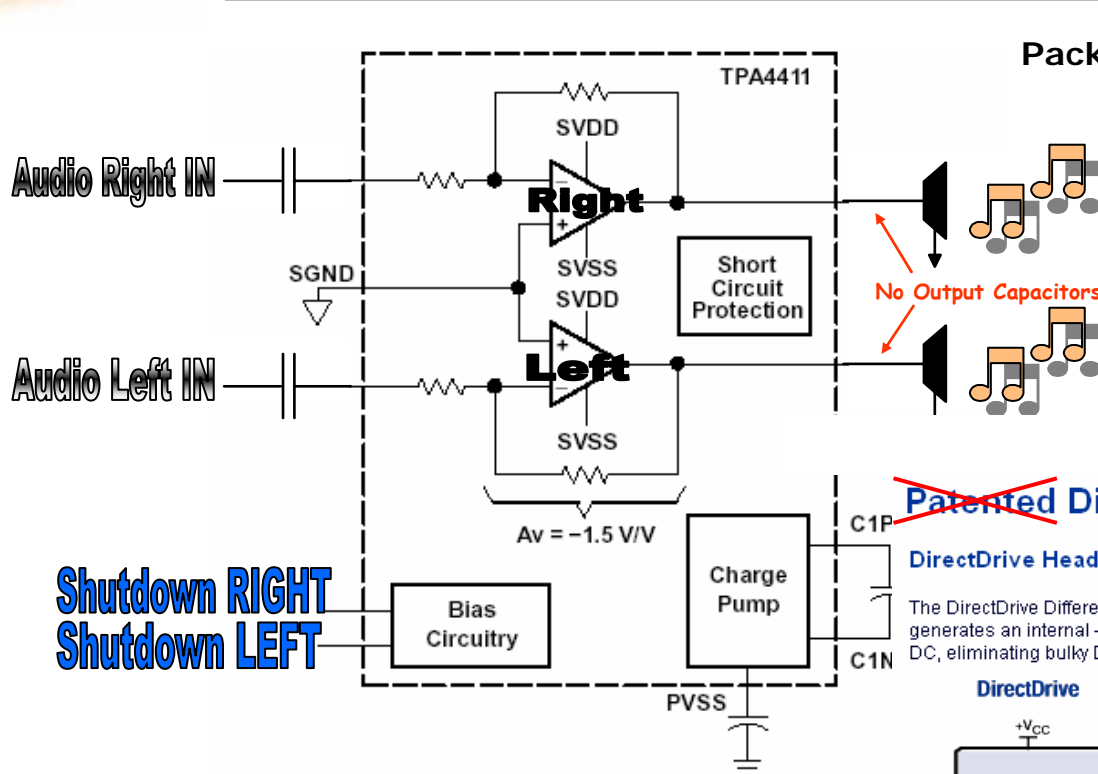 Pack
TPA4411
SVDD
Audio Right IN
−
Right
+
SGND
SVSS
SVDD
Short
Circuit
Protection
No Output Capacitors
+
Audio Left IN
Left
−
SVSS
Av = −1.5 V/V
Patented Di
C1P
DirectDrive Head
Charge
Pump
Shutdown RIGHT
Shutdown LEFT
Bias
Circuitry
The DirectDrive Differe
generates an internal -
DC, eliminating bulky D
C1N
DirectDrive
PVSS
+VCC